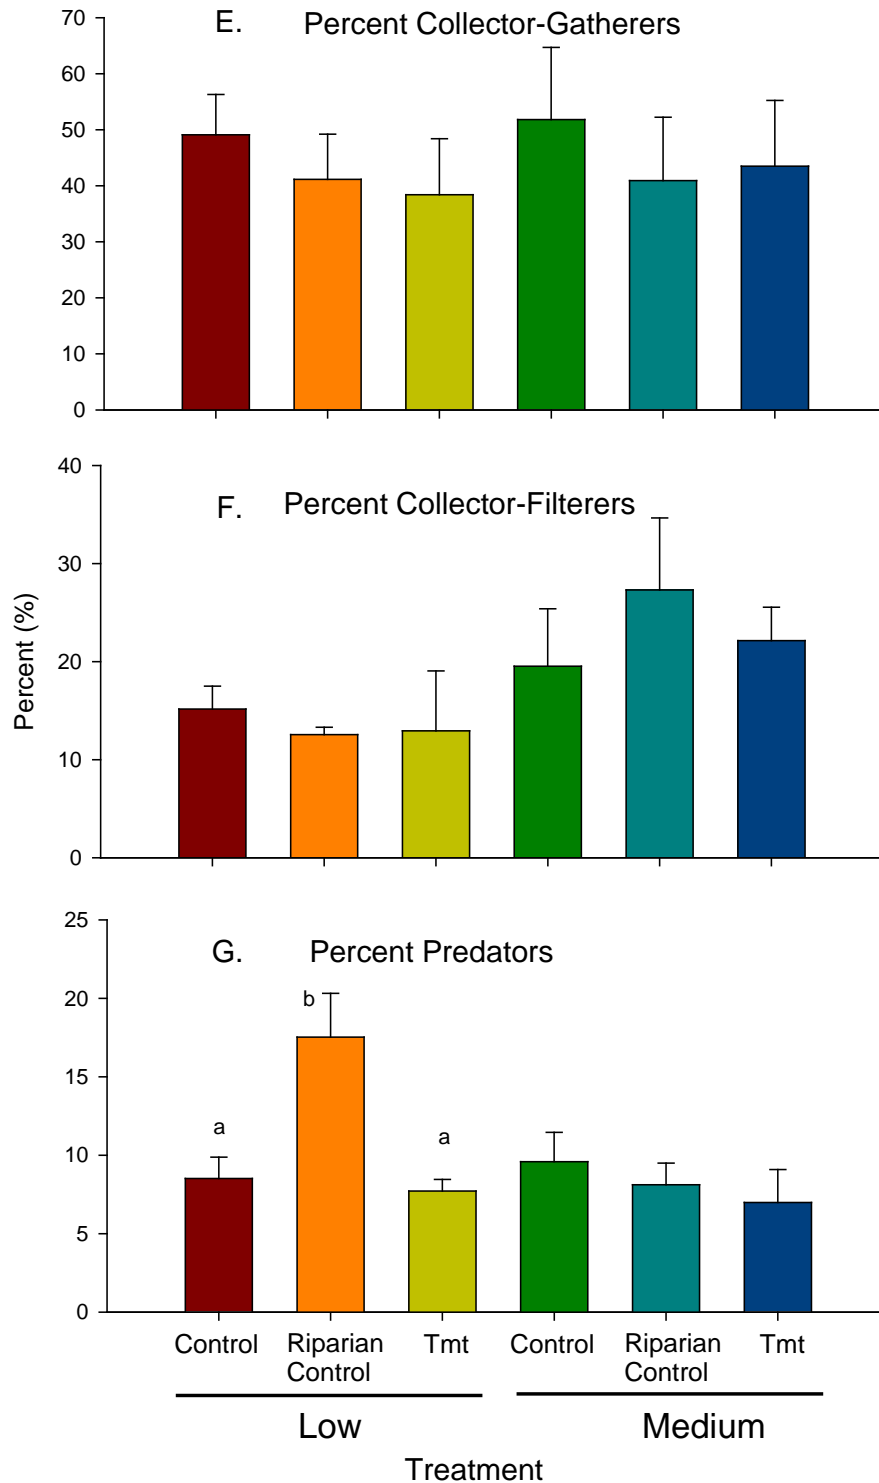 E. Percent Collector-Gatherers
70
60
50
40
30
20
10
0
F. Percent Collector-Filterers
40
30
20
10
0
Percent (%)
G. Percent Predators
25
20
15
10
5
0
a
b
a
Control Riparian Control Tmt Control Riparian Control Tmt
Low Medium
Treatment